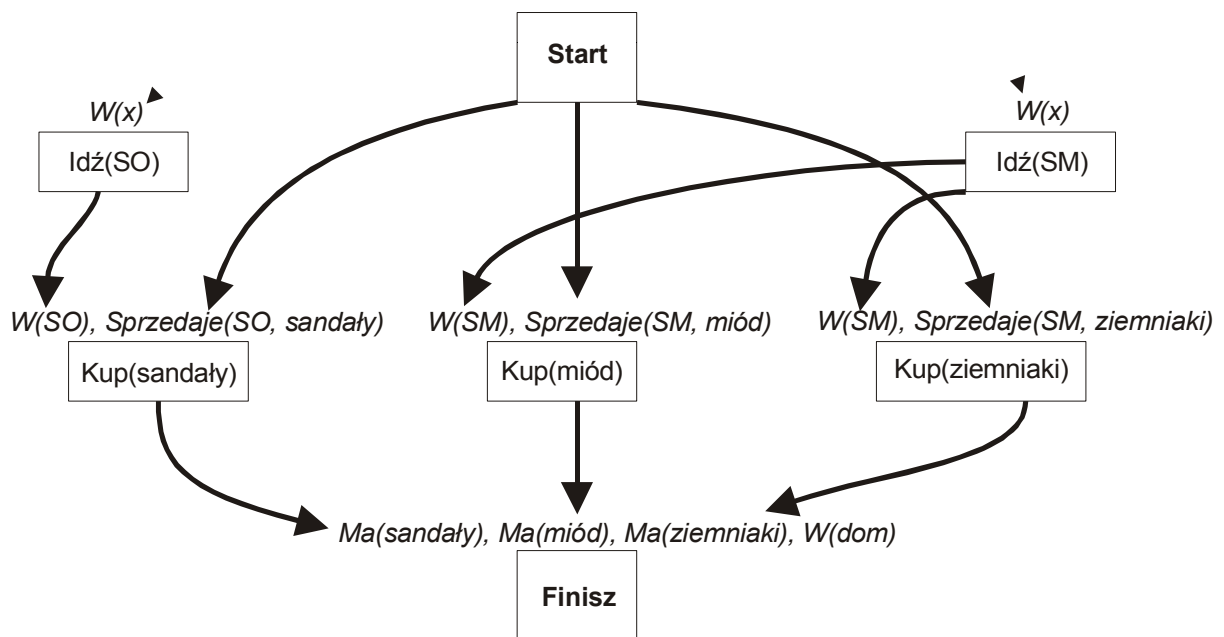 Start
W(x)
W(x)
Idź(SO)
Idź(SM)
W(SO), Sprzedaje(SO, sandały)
W(SM), Sprzedaje(SM, miód)
W(SM), Sprzedaje(SM, ziemniaki)
Kup(sandały)
Kup(miód)
Kup(ziemniaki)
Ma(sandały), Ma(miód), Ma(ziemniaki), W(dom)
Finisz